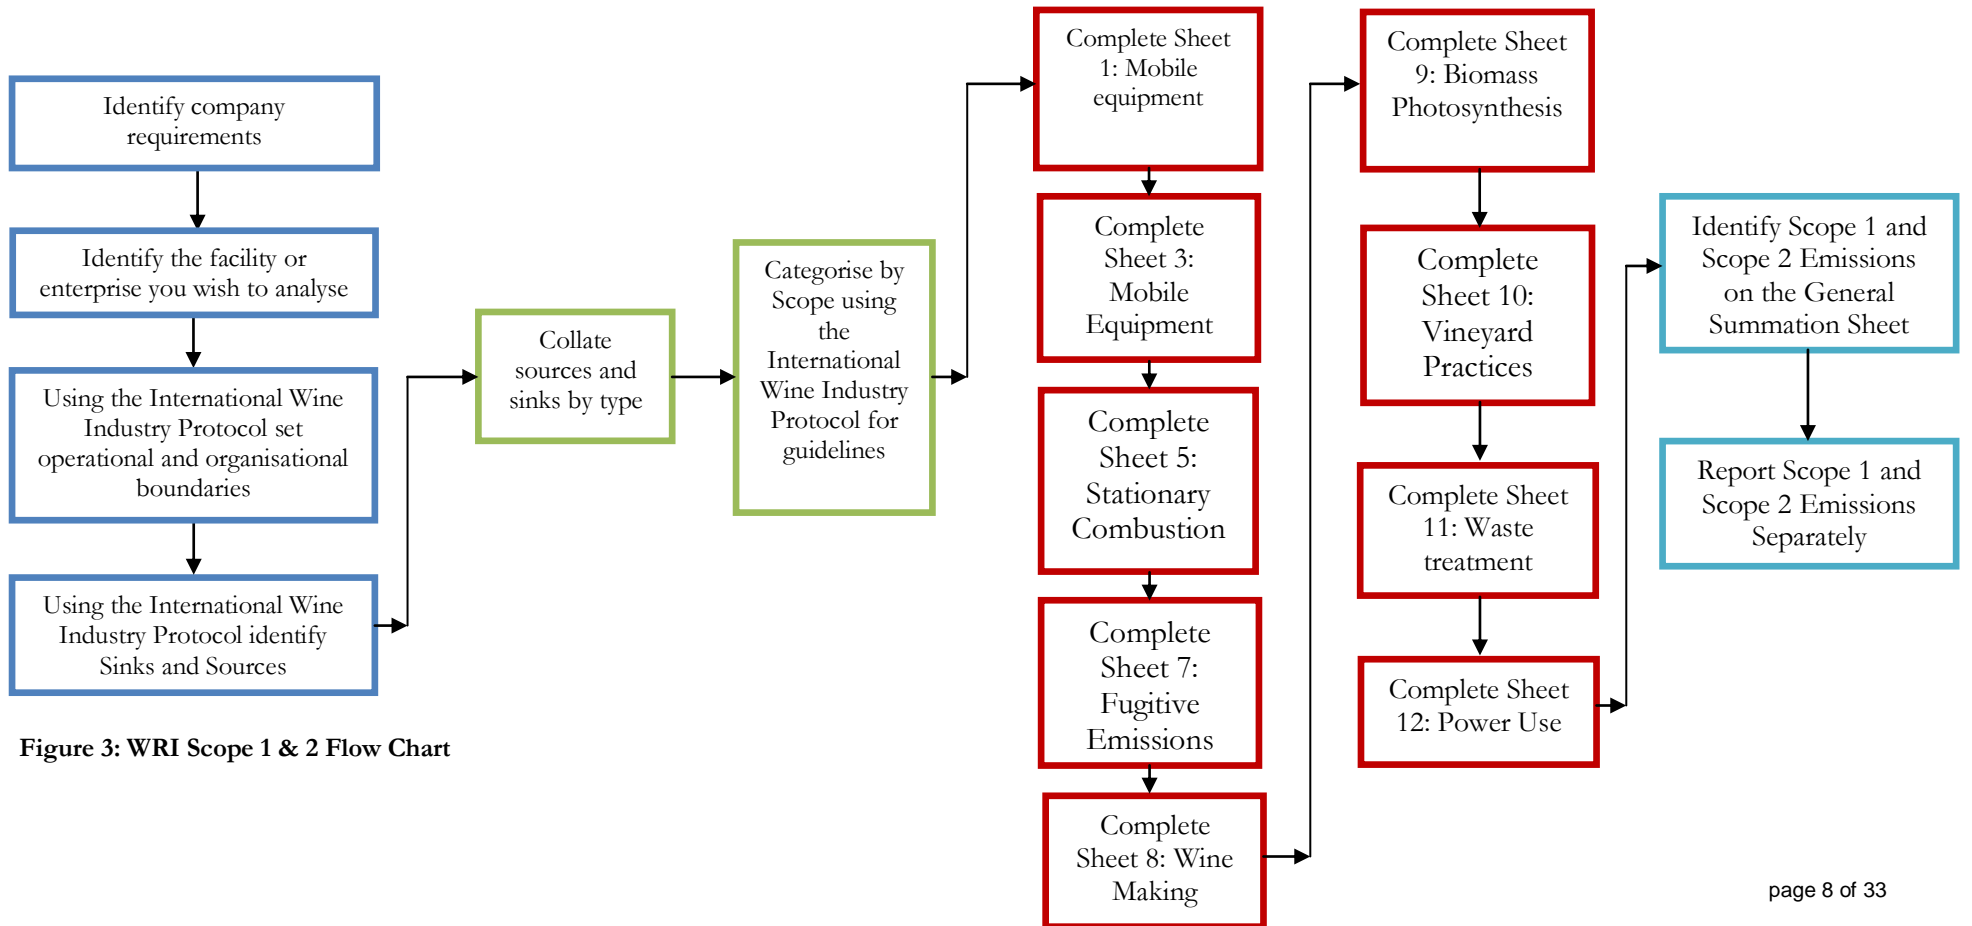 Identify company
requirements
Identify the facility or
enterprise you wish to analyse
Using the International Wine
Industry Protocol set
operational and organisational
boundaries
Using the International Wine
Industry Protocol identify
Sinks and Sources
Collate
sources and
sinks by type
Categorise by
Scope using
the
International
Wine Industry
Protocol for
guidelines
Complete Sheet
1: Mobile
equipment
Complete
Sheet 3:
Mobile
Equipment
Complete
Sheet 5:
Stationary
Combustion
Complete
Sheet 7:
Fugitive
Emissions
Complete
Sheet 8: Wine
Making
Complete Sheet
9: Biomass
Photosynthesis
Complete
Sheet 10:
Vineyard
Practices
Complete Sheet
11: Waste
treatment
Complete Sheet
12: Power Use
Identify Scope 1 and
Scope 2 Emissions
on the General
Summation Sheet
Report Scope 1 and
Scope 2 Emissions
Separately
Figure 3: WRI Scope 1 & 2 Flow Chart
page 8 of 33